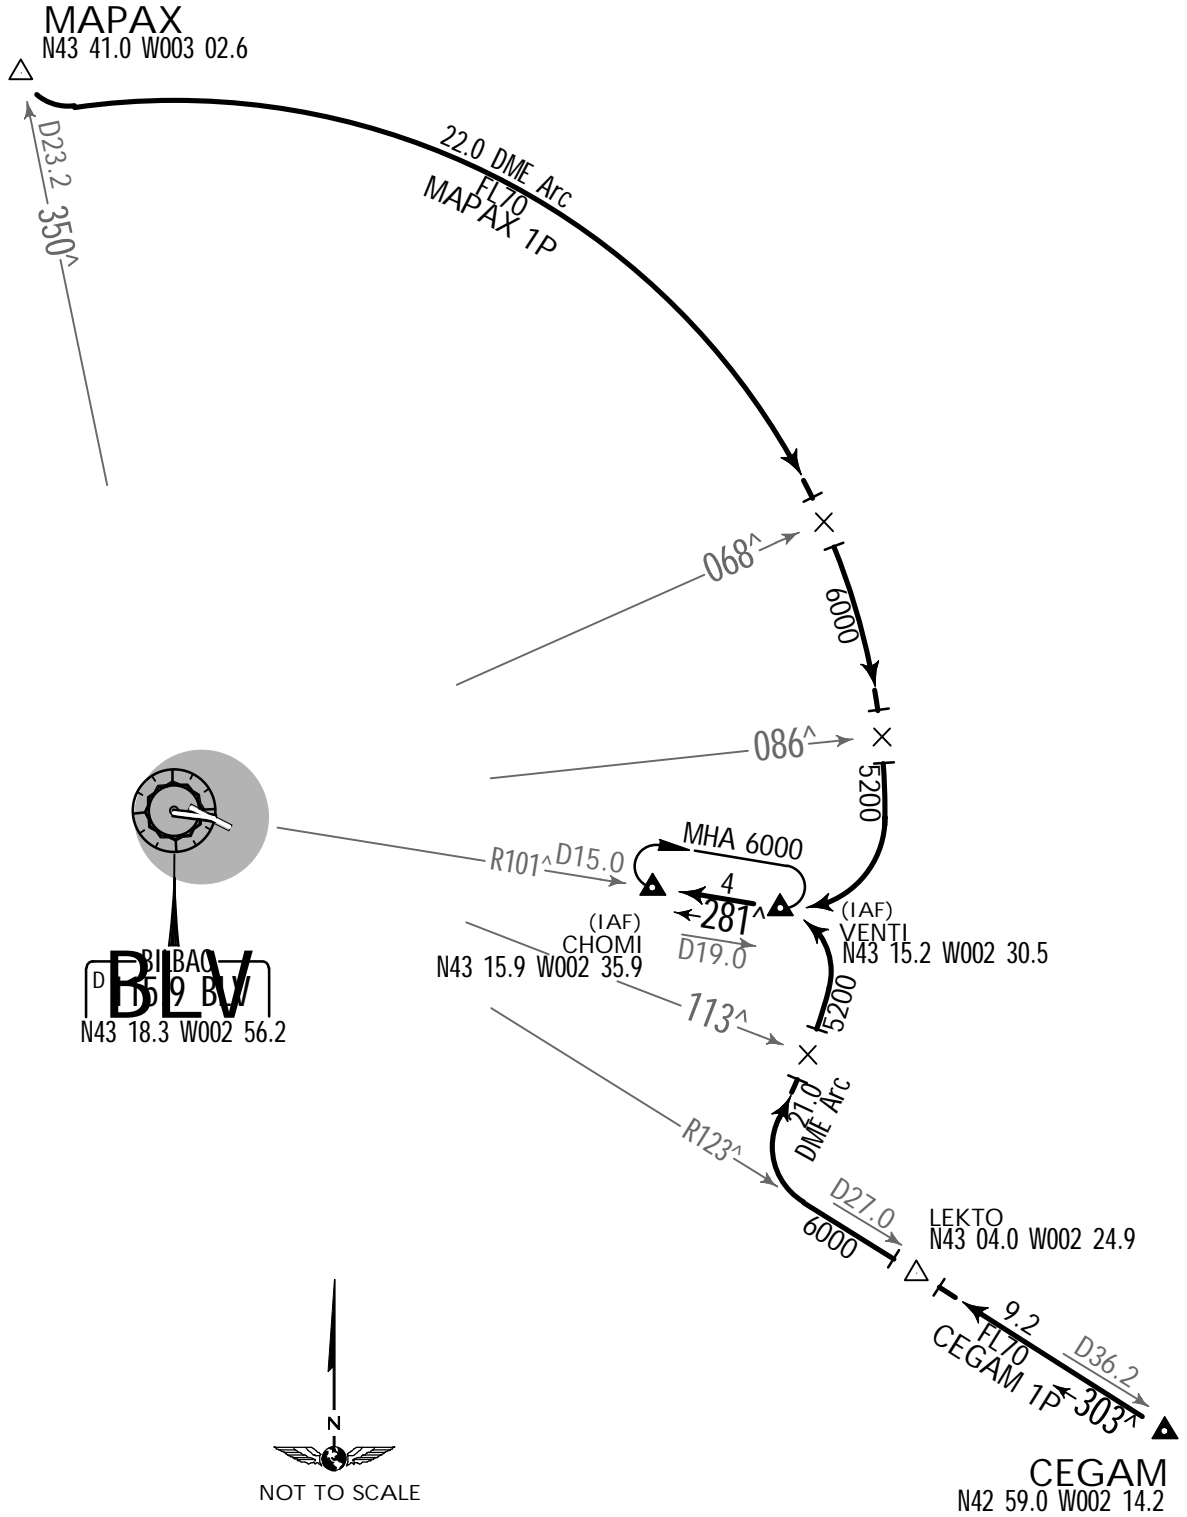 MAPAX
N43 41.0 W003 02.6
D23.2
350^
22.0 DME Arc
FL70
MAPAX 1P
068^
6000
086^
5200
MHA 6000
R101^
D15.0
4
281^
D19.0
(IAF)
CHOMI
N43 15.9 W002 35.9
(IAF)
VENTI
N43 15.2 W002 30.5
BILBAO
D 115.9 BLV
BLV
N43 18.3 W002 56.2
113^
5200
21.0
DME Arc
R123^
D27.0
6000
LEKTO
N43 04.0 W002 24.9
9.2
FL70
CEGAM 1P
D36.2
303^
CEGAM
N42 59.0 W002 14.2
N
NOT TO SCALE